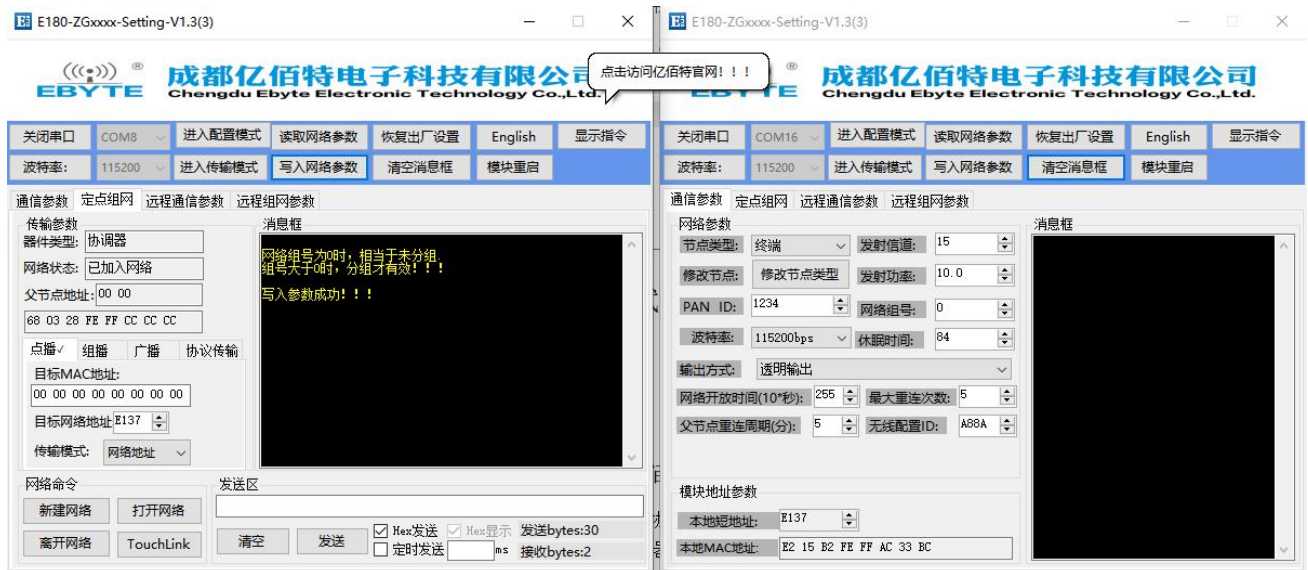 E180-ZGxxxx-Setting-V1.3(3)
EBYTE ®
成都亿佰特电子科技有限公司
Chengdu Ebyte Electronic Technology Co.,Ltd.
点击访问亿佰特官网!!!
关闭串口 COM8 进入配置模式 读取网络参数 恢复出厂设置 English 显示指令
波特率: 115200 进入传输模式 写入网络参数 清空消息框 模块重启
通信参数 定点组网 远程通信参数 远程组网参数
传输参数
器件类型: 协调器
网络状态: 已加入网络
父节点地址: 00 00
68 03 28 FE FF CC CC CC
点播√ 组播 广播 协议传输
目标MAC地址:
00 00 00 00 00 00 00 00
目标网络地址 E137
传输模式: 网络地址
消息框
网络组号为0时,相当于未分组.
组号大于0时,分组才有效!!!
写入参数成功!!!
网络命令
新建网络 打开网络
离开网络 TouchLink
发送区
清空 发送
Hex发送 Hex显示 发送bytes:30
定时发送 ms 接收bytes:2
E180-ZGxxxx-Setting-V1.3(3)
EBYTE ®
成都亿佰特电子科技有限公司
Chengdu Ebyte Electronic Technology Co.,Ltd.
关闭串口 COM16 进入配置模式 读取网络参数 恢复出厂设置 English 显示指令
波特率: 115200 进入传输模式 写入网络参数 清空消息框 模块重启
通信参数 定点组网 远程通信参数 远程组网参数
网络参数
节点类型: 终端 发射信道: 15
修改节点: 修改节点类型 发射功率: 10.0
PAN ID: 1234 网络组号: 0
波特率: 115200bps 休眠时间: 84
输出方式: 透明输出
网络开放时间(10*秒): 255 最大重连次数: 5
父节点重连周期(分): 5 无线配置ID: A88A
模块地址参数
本地短地址: E137
本地MAC地址: E2 15 B2 FE FF AC 33 BC
消息框